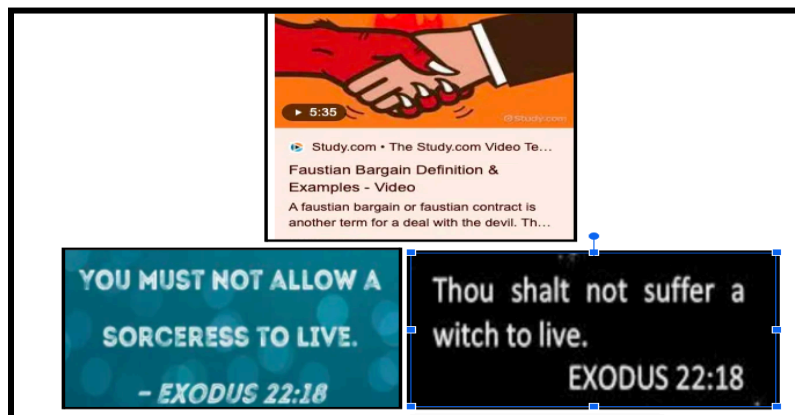 5:35
@Study.com
Study.com • The Study.com Video Te...
Faustian Bargain Definition &
Examples - Video
A faustian bargain or faustian contract is
another term for a deal with the devil. Th...
YOU MUST NOT ALLOW A
SORCERESS TO LIVE.
– EXODUS 22:18
Thou shalt not suffer a
witch to live.
EXODUS 22:18